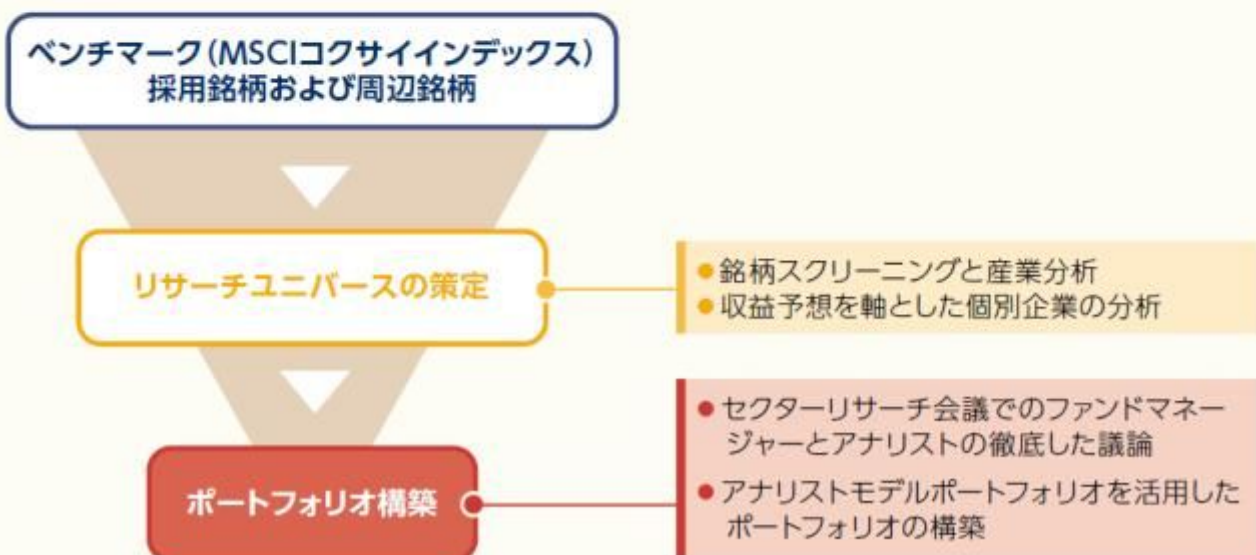 ベンチマーク(MSCIコクサイインデックス)
採用銘柄および周辺銘柄
リサーチユニバースの策定
●銘柄スクリーニングと産業分析
●収益予想を軸とした個別企業の分析
ポートフォリオ構築
●セクターリサーチ会議でのファンドマネー
ジャーとアナリストの徹底した議論
●アナリストモデルポートフォリオを活用した
ポートフォリオの構築